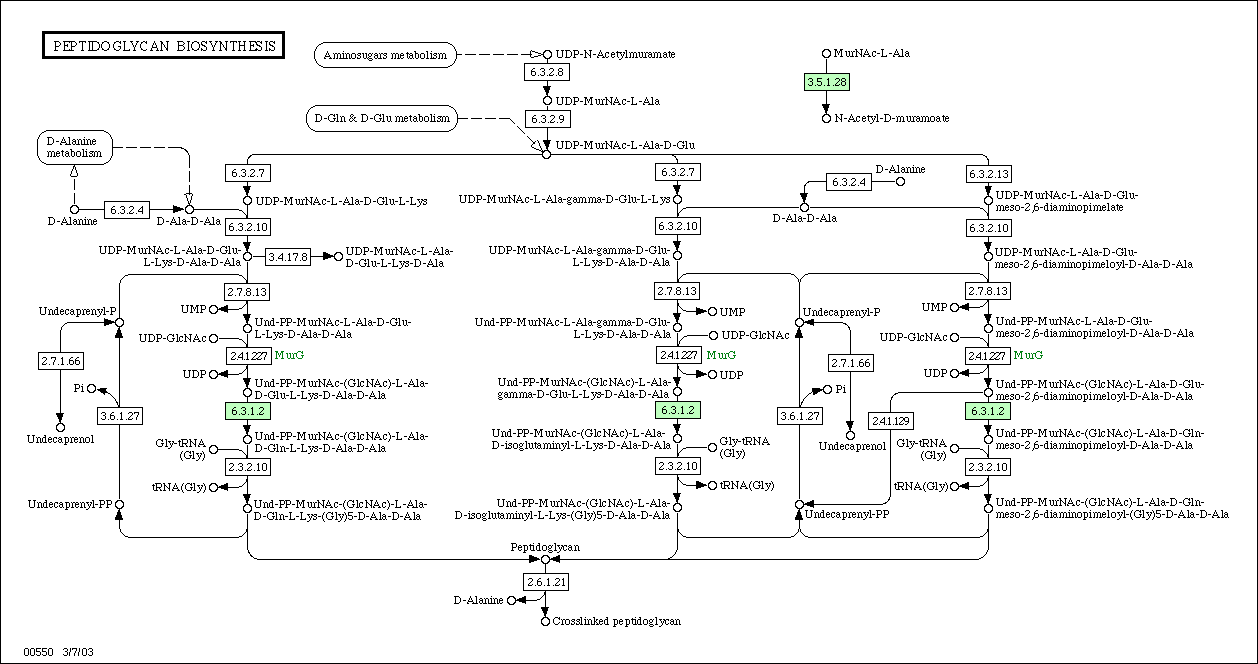 PEPTIDOGLYCAN BIOSYNTHESIS
Aminosugars metabolism
UDP-N-Acetylmuramate
MurNAc-L-Ala
6.3.2.8
3.5.1.28
UDP-MurNAc-L-Ala
D-Gln & D-Glu metabolism
6.3.2.9
N-Acetyl-D-muramoate
UDP-MurNAc-L-Ala-D-Glu
D-Alanine
metabolism
6.3.2.7
6.3.2.7
D-Alanine
6.3.2.4
6.3.2.13
UDP-MurNAc-L-Ala-D-Glu-L-Lys
UDP-MurNAc-L-Ala-gamma-D-Glu-L-Lys
UDP-MurNAc-L-Ala-D-Glu-
meso-2,6-diaminopimelate
6.3.2.4
D-Alanine
D-Ala-D-Ala
D-Ala-D-Ala
6.3.2.10
6.3.2.10
6.3.2.10
UDP-MurNAc-L-Ala-D-Glu-
L-Lys-D-Ala-D-Ala
3.4.17.8
UDP-MurNAc-L-Ala-
D-Glu-L-Lys-D-Ala
UDP-MurNAc-L-Ala-gamma-D-Glu-
L-Lys-D-Ala-D-Ala
UDP-MurNAc-L-Ala-D-Glu-
meso-2,6-diaminopimeloyl-D-Ala-D-Ala
2.7.8.13
2.7.8.13
2.7.8.13
Undecaprenyl-P
UMP
UMP
Undecaprenyl-P
UMP
Und-PP-MurNAc-L-Ala-D-Glu-
L-Lys-D-Ala-D-Ala
Und-PP-MurNAc-L-Ala-gamma-D-Glu-
L-Lys-D-Ala-D-Ala
Und-PP-MurNAc-L-Ala-D-Glu-
meso-2,6-diaminopimeloyl-D-Ala-D-Ala
UDP-GlcNAc
UDP-GlcNAc
UDP-GlcNAc
2.7.1.66
2.4.1.227
MurG
2.4.1.227
MurG
2.7.1.66
2.4.1.227
MurG
UDP
UDP
UDP
Pi
Pi
Und-PP-MurNAc-(GlcNAc)-L-Ala-
D-Glu-L-Lys-D-Ala-D-Ala
Und-PP-MurNAc-(GlcNAc)-L-Ala-
gamma-D-Glu-L-Lys-D-Ala-D-Ala
Und-PP-MurNAc-(GlcNAc)-L-Ala-D-Glu-
meso-2,6-diaminopimeloyl-D-Ala-D-Ala
3.6.1.27
6.3.1.2
6.3.1.2
3.6.1.27
2.4.1.129
6.3.1.2
Undecaprenol
Undecaprenol
Gly-tRNA
(Gly)
Und-PP-MurNAc-(GlcNAc)-L-Ala-
D-Gln-L-Lys-D-Ala-D-Ala
Und-PP-MurNAc-(GlcNAc)-L-Ala-
D-isoglutaminyl-L-Lys-D-Ala-D-Ala
Gly-tRNA
(Gly)
Gly-tRNA
(Gly)
Und-PP-MurNAc-(GlcNAc)-L-Ala-D-Gln-
meso-2,6-diaminopimeloyl-D-Ala-D-Ala
2.3.2.10
2.3.2.10
2.3.2.10
tRNA(Gly)
tRNA(Gly)
tRNA(Gly)
Undecaprenyl-PP
Und-PP-MurNAc-(GlcNAc)-L-Ala-
D-Gln-L-Lys-(Gly)5-D-Ala-D-Ala
Und-PP-MurNAc-(GlcNAc)-L-Ala-
D-isoglutaminyl-L-Lys-(Gly)5-D-Ala-D-Ala
Undecaprenyl-PP
Und-PP-MurNAc-(GlcNAc)-L-Ala-D-Gln-
meso-2,6-diaminopimeloyl-(Gly)5-D-Ala-D-Ala
Peptidoglycan
2.6.1.21
D-Alanine
Crosslinked peptidoglycan
00550 3/7/03